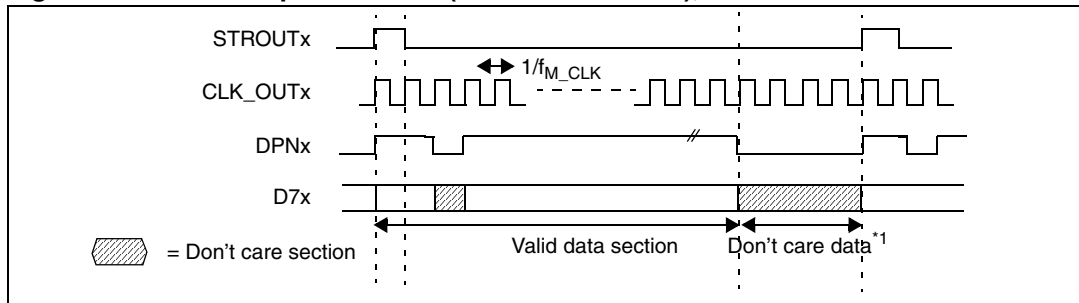 STROUTx
1/fM_CLK
CLK_OUTx
DPNx
D7x
Valid data section
Don't care data*1
= Don't care section